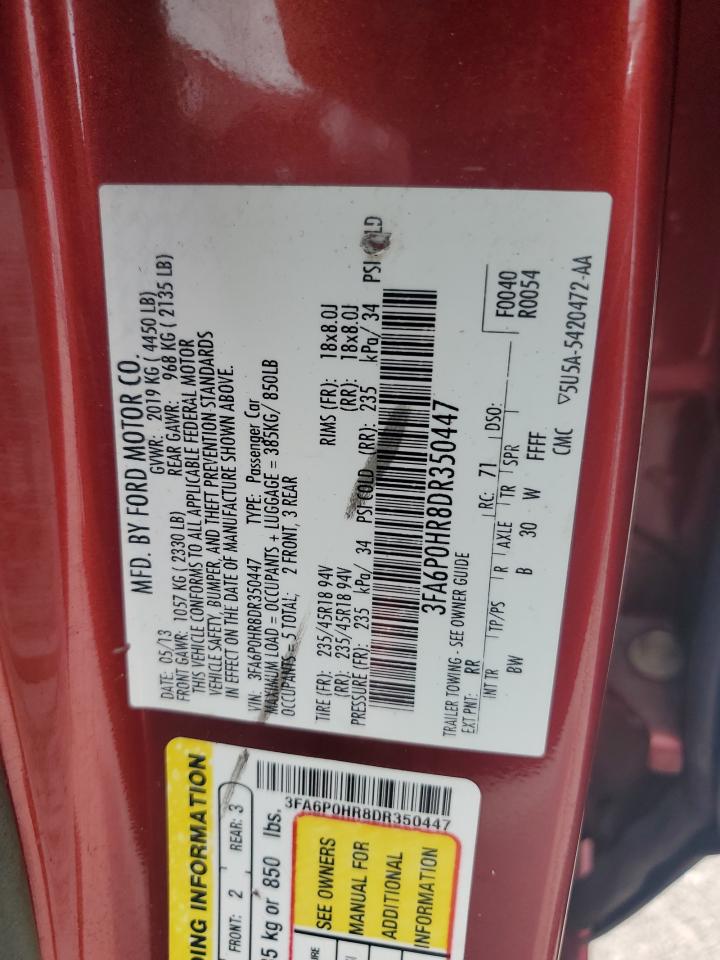 MFD. BY FORD MOTOR CO.
DATE: 05/13 GVWR: 2019 KG ( 4450 LB)
FRONT GAWR: 1057 KG ( 2330 LB) REAR GAWR: 968 KG ( 2135 LB)
THIS VEHICLE CONFORMS TO ALL APPLICABLE FEDERAL MOTOR
VEHICLE SAFETY, BUMPER, AND THEFT PREVENTION STANDARDS
IN EFFECT ON THE DATE OF MANUFACTURE SHOWN ABOVE.
VIN: 3FA6P0HR8DR350447 TYPE: Passenger Car
MAXIMUM LOAD = OCCUPANTS + LUGGAGE = 385KG/ 850LB
OCCUPANTS = 5 TOTAL; 2 FRONT, 3 REAR
TIRE (FR): 235/45R18 94V RIMS (FR): 18x8.0J
(RR): 235/45R18 94V (RR): 18x8.0J
PRESSURE (FR): 235 kPa/ 34 PSI COLD (RR): 235 kPa/ 34 PSI COLD
3FA6P0HR8DR350447
TRAILER TOWING - SEE OWNER GUIDE
EXT PNT: RR RC: 71 DSO: F0040
R0054
INT TR TP/PS R AXLE TR SPR
BW B 30 W FFFF
CMC ▽5U5A-5420472-AA
DING INFORMATION
FRONT: 2 REAR: 3
5 kg or 850 lbs.
3FA6P0HR8DR350447
SEE OWNERS
MANUAL FOR
ADDITIONAL
INFORMATION